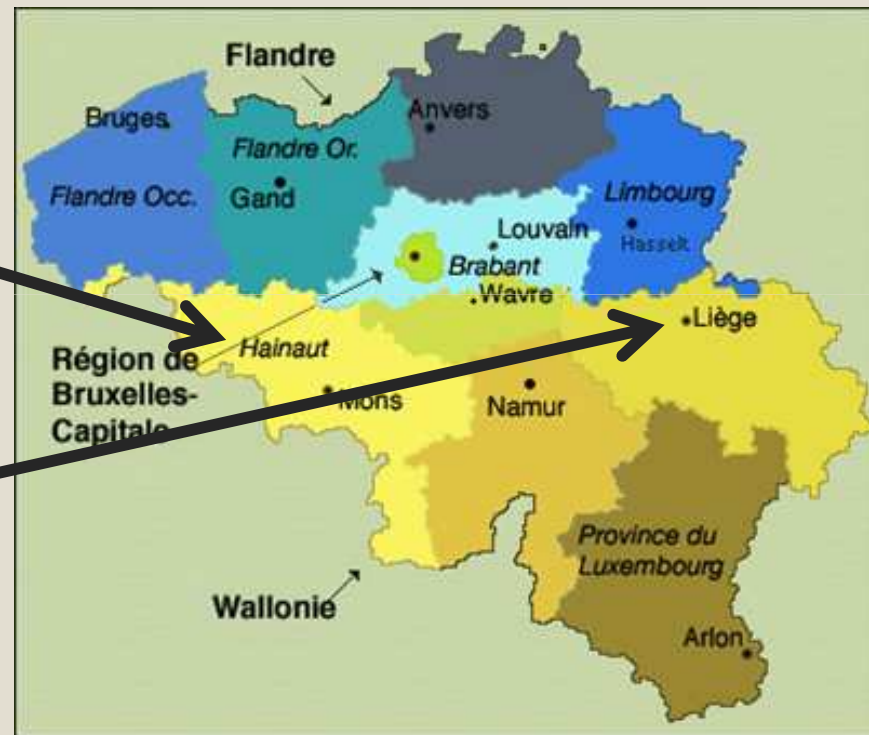 Flandre
Anvers
Bruges
Flandre Or.
Flandre Occ.
Gand
Limbourg
Louvain
Hasselt
Brabant
Wavre
Liège
Hainaut
Région de
Bruxelles-
Capitale
Mons
Namur
Province du
Luxembourg
Wallonie
Arlon